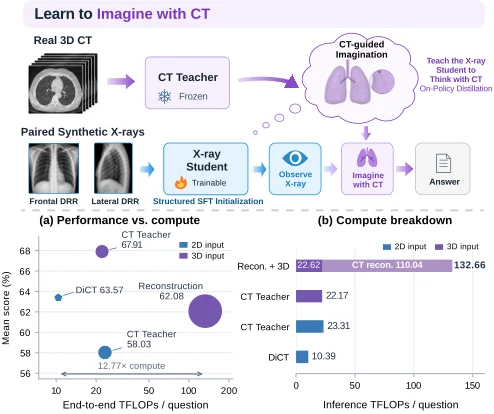 Learn to Imagine with CT
Real 3D CT
CT Teacher
Frozen
CT-guided
Imagination
Teach the X-ray
Student to
Think with CT
On-Policy Distillation
Paired Synthetic X-rays
X-ray
Student
Trainable
Observe
X-ray
Imagine
with CT
Answer
Frontal DRR
Lateral DRR
Structured SFT Initialization
(a) Performance vs. compute
CT Teacher
67.91
2D input
3D input
DiCT 63.57
Reconstruction
62.08
CT Teacher
58.03
12.77× compute
68
66
64
62
60
58
56
Mean score (%)
10
20
100
200
End-to-end TFLOPs / question
(b) Compute breakdown
2D input
3D input
Recon. + 3D
22.62
CT recon. 110.04
132.66
CT Teacher
22.17
CT Teacher
23.31
DiCT
10.39
0
50
100
150
Inference TFLOPs / question